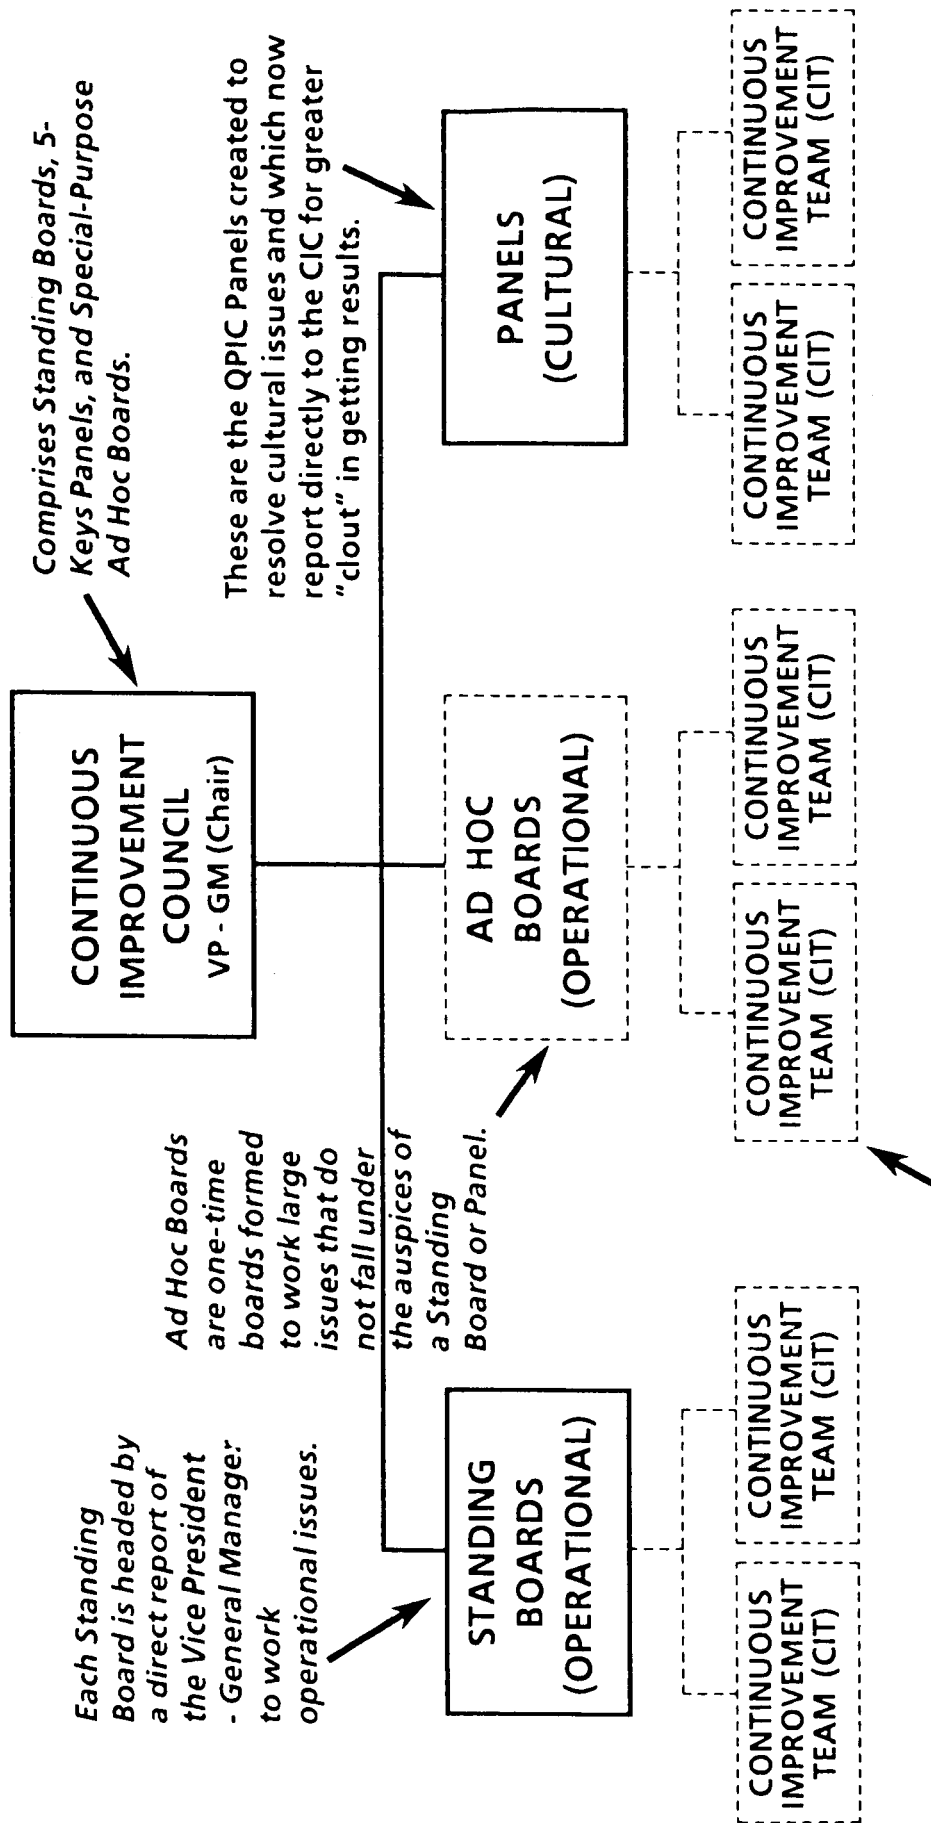 CONTINUOUS
IMPROVEMENT
COUNCIL
VP - GM (Chair)
Comprises Standing Boards, 5-
Keys Panels, and Special-Purpose
Ad Hoc Boards.
Each Standing
Board is headed by
a direct report of
the Vice President
- General Manager
to work
operational issues.
Ad Hoc Boards
are one-time
boards formed
to work large
issues that do
not fall under
the auspices of
a Standing
Board or Panel.
These are the QPIC Panels created to
resolve cultural issues and which now
report directly to the CIC for greater
"clout" in getting results.
STANDING
BOARDS
(OPERATIONAL)
AD HOC
BOARDS
(OPERATIONAL)
PANELS
(CULTURAL)
CONTINUOUS
IMPROVEMENT
TEAM (CIT)
CONTINUOUS
IMPROVEMENT
TEAM (CIT)
CONTINUOUS
IMPROVEMENT
TEAM (CIT)
CONTINUOUS
IMPROVEMENT
TEAM (CIT)
CONTINUOUS
IMPROVEMENT
TEAM (CIT)
CONTINUOUS
IMPROVEMENT
TEAM (CIT)